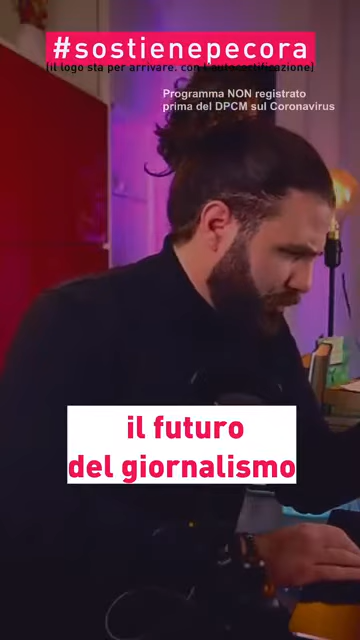 #sostienepecora
(il logo sta per arrivare. con l'autocertificazione)
Programma NON registrato
prima del DPCM sul Coronavirus
il futuro
del giornalismo